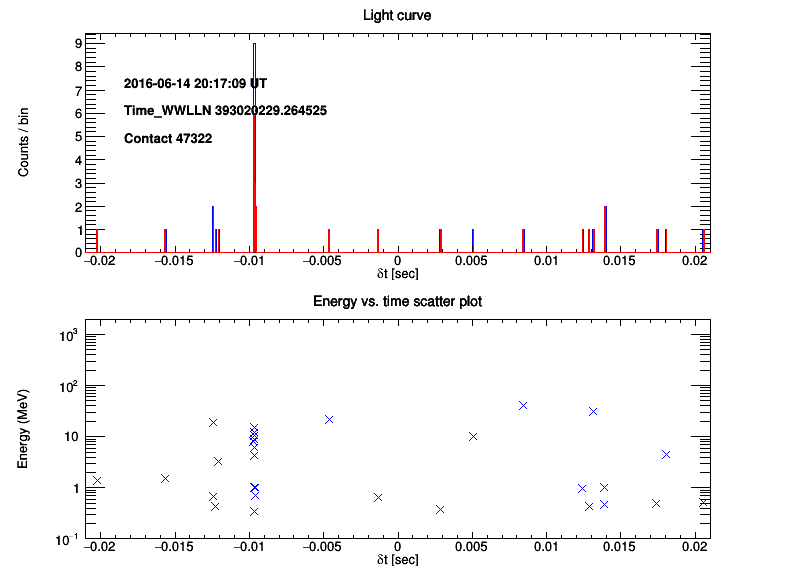 Light curve
Counts / bin
9
8
7
6
5
4
3
2
1
0
2016-06-14 20:17:09 UT
Time_WWLLN 393020229.264525
Contact 47322
−0.02 −0.015 −0.01 −0.005 0 0.005 0.01 0.015 0.02
δt [sec]
Energy vs. time scatter plot
Energy (MeV)
10³
10²
10
1
10⁻¹
−0.02 −0.015 −0.01 −0.005 0 0.005 0.01 0.015 0.02
δt [sec]